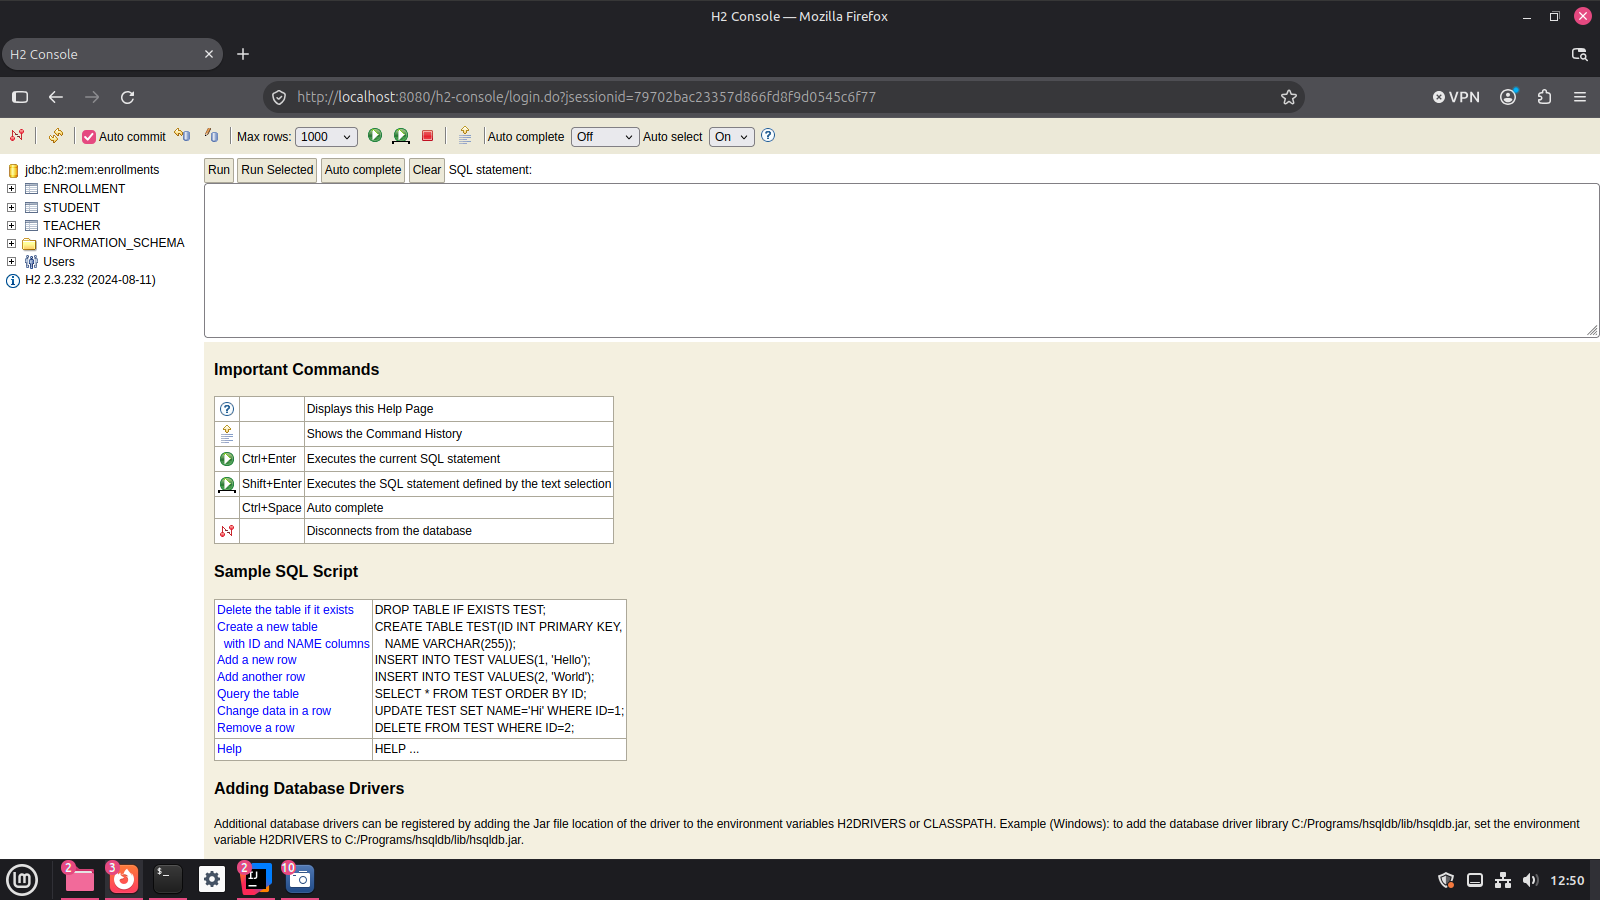 H2 Console — Mozilla Firefox
H2 Console
http://localhost:8080/h2-console/login.do?jsessionid=79702bac23357d866fd8f9d0545c6f77
VPN
Auto commit
Max rows: 1000
Auto complete Off
Auto select On
jdbc:h2:mem:enrollments
ENROLLMENT
STUDENT
TEACHER
INFORMATION_SCHEMA
Users
H2 2.3.232 (2024-08-11)
Run Run Selected Auto complete Clear SQL statement:
Important Commands
Displays this Help Page
Shows the Command History
Ctrl+Enter Executes the current SQL statement
Shift+Enter Executes the SQL statement defined by the text selection
Ctrl+Space Auto complete
Disconnects from the database
Sample SQL Script
Delete the table if it exists DROP TABLE IF EXISTS TEST;
Create a new table CREATE TABLE TEST(ID INT PRIMARY KEY,
with ID and NAME columns NAME VARCHAR(255));
Add a new row INSERT INTO TEST VALUES(1, 'Hello');
Add another row INSERT INTO TEST VALUES(2, 'World');
Query the table SELECT * FROM TEST ORDER BY ID;
Change data in a row UPDATE TEST SET NAME='Hi' WHERE ID=1;
Remove a row DELETE FROM TEST WHERE ID=2;
Help HELP ...
Adding Database Drivers
Additional database drivers can be registered by adding the Jar file location of the driver to the environment variables H2DRIVERS or CLASSPATH. Example (Windows): to add the database driver library C:/Programs/hsqldb/lib/hsqldb.jar, set the environment
variable H2DRIVERS to C:/Programs/hsqldb/lib/hsqldb.jar.
2
3
$_
2
IJ
10
12:50